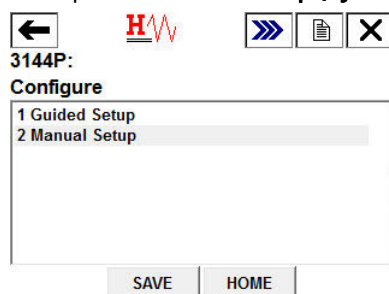 H
3144P:
Configure
1 Guided Setup
2 Manual Setup
SAVE HOME